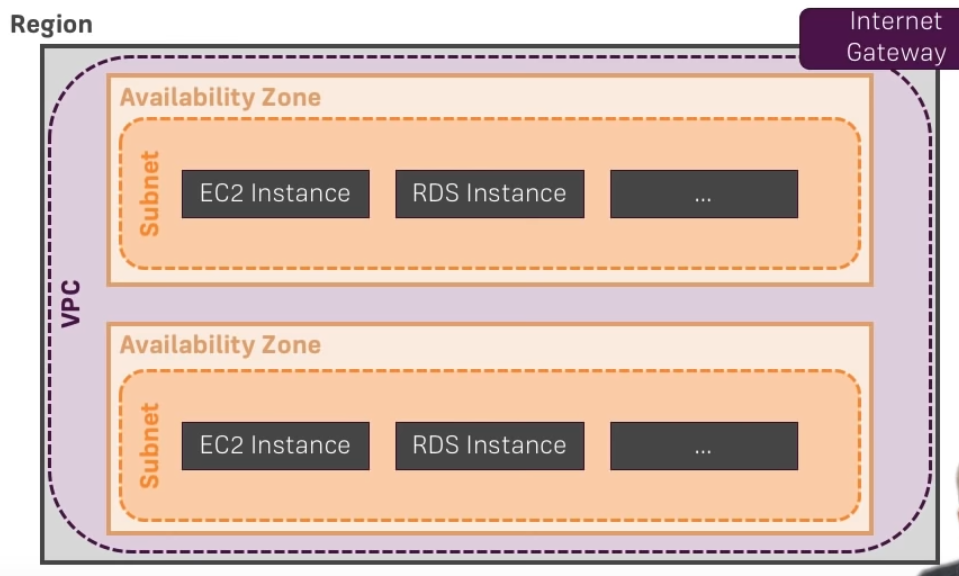 Region
Internet
Gateway
Availability Zone
Subnet
EC2 Instance
RDS Instance
...
VPC
Availability Zone
Subnet
EC2 Instance
RDS Instance
...